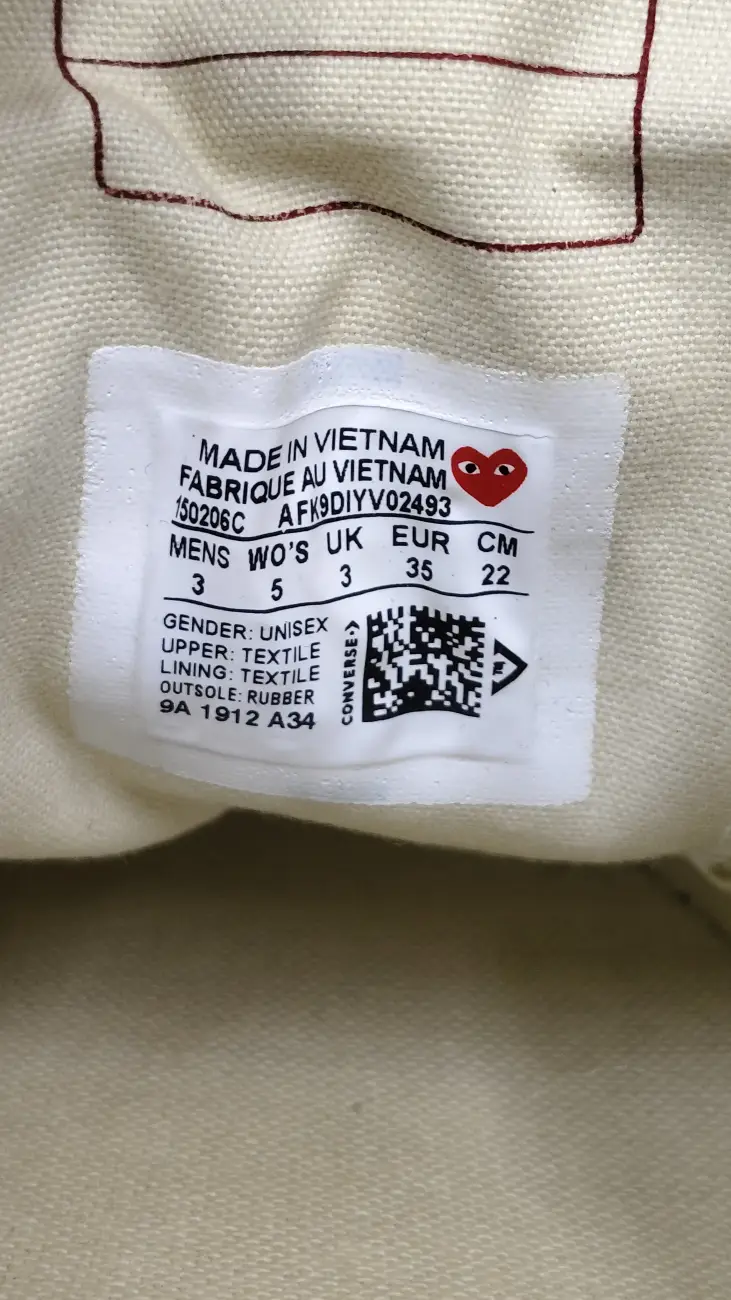 MADE IN VIETNAM
FABRIQUE AU VIETNAM
150206C AFK9DIYV02493
MENS WO'S UK EUR CM
3 5 3 35 22
GENDER: UNISEX
UPPER: TEXTILE
LINING: TEXTILE
OUTSOLE: RUBBER
9A 1912 A34
CONVERSE
F